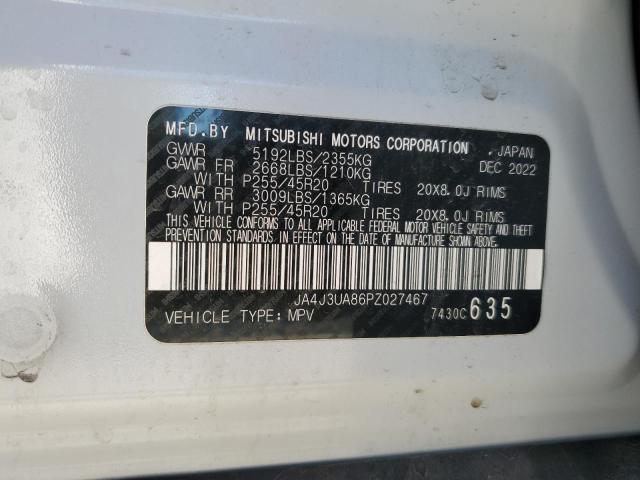 MFD.BY MITSUBISHI MOTORS CORPORATION , JAPAN
GVWR 5192LBS/2355KG DEC 2022
GAWR FR 2668LBS/1210KG
WITH P255/45R20 TIRES 20X8.0J RIMS
GAWR RR 3009LBS/1365KG
WITH P255/45R20 TIRES 20X8.0J RIMS
THIS VEHICLE CONFORMS TO ALL APPLICABLE FEDERAL MOTOR VEHICLE SAFETY AND THEFT
PREVENTION STANDARDS IN EFFECT ON THE DATE OF MANUFACTURE SHOWN ABOVE.
JA4J3UA86PZ027467
VEHICLE TYPE: MPV 7430C 635